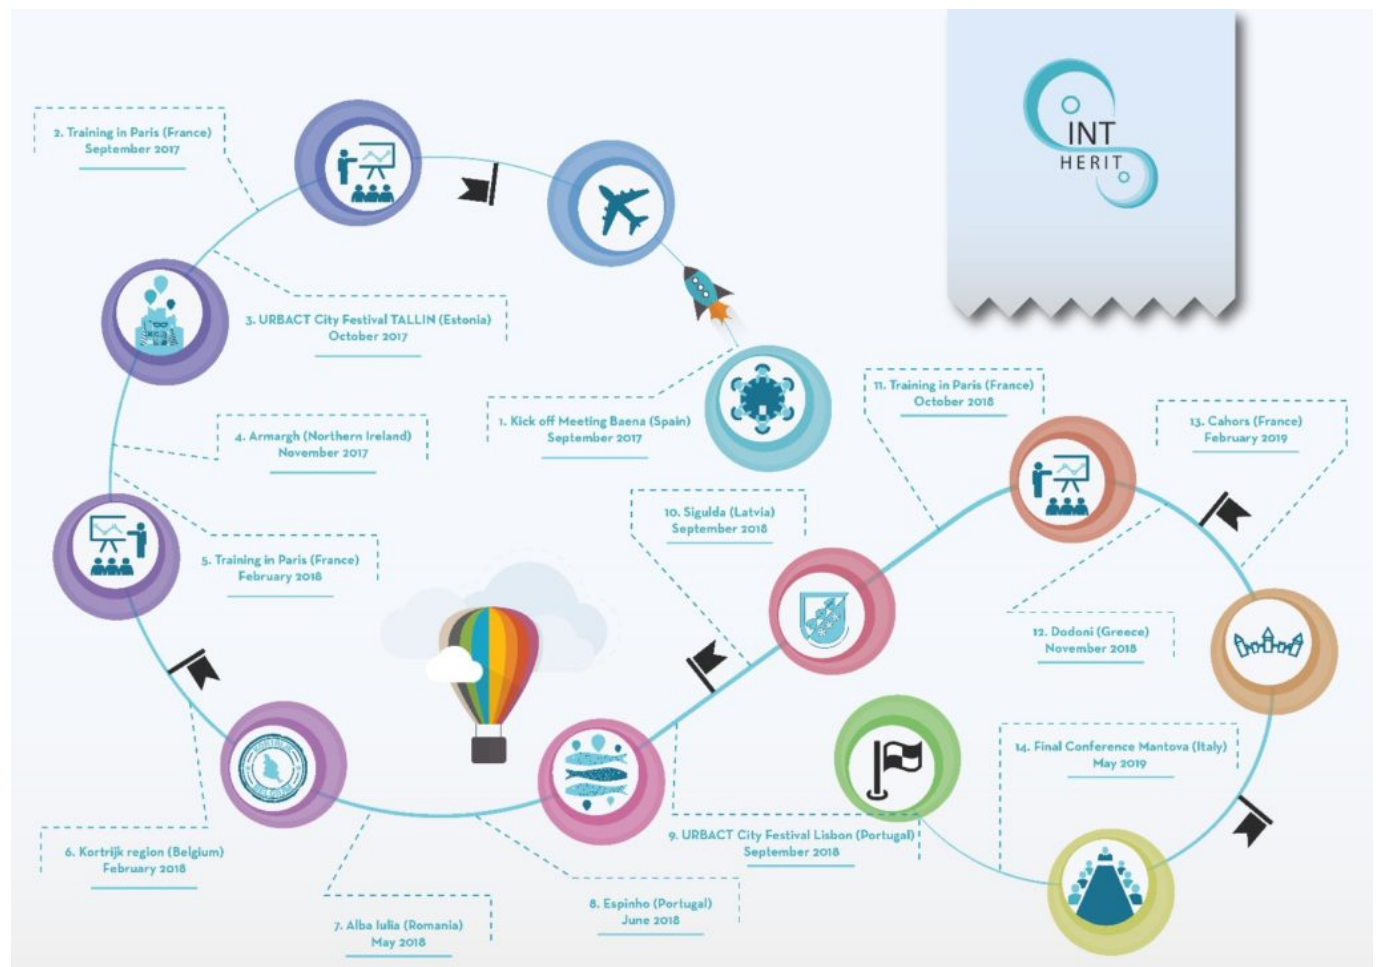 INT
HERIT
1. Kick off Meeting Baena (Spain)
September 2017
2. Training in Paris (France)
September 2017
3. URBACT City Festival TALLIN (Estonia)
October 2017
4. Armargh (Northern Ireland)
November 2017
5. Training in Paris (France)
February 2018
6. Kortrijk region (Belgium)
February 2018
7. Alba Iulia (Romania)
May 2018
8. Espinho (Portugal)
June 2018
9. URBACT City Festival Lisbon (Portugal)
September 2018
10. Sigulda (Latvia)
September 2018
11. Training in Paris (France)
October 2018
12. Dodoni (Greece)
November 2018
13. Cahors (France)
February 2019
14. Final Conference Mantova (Italy)
May 2019
KORTRIJK
BELGIUM